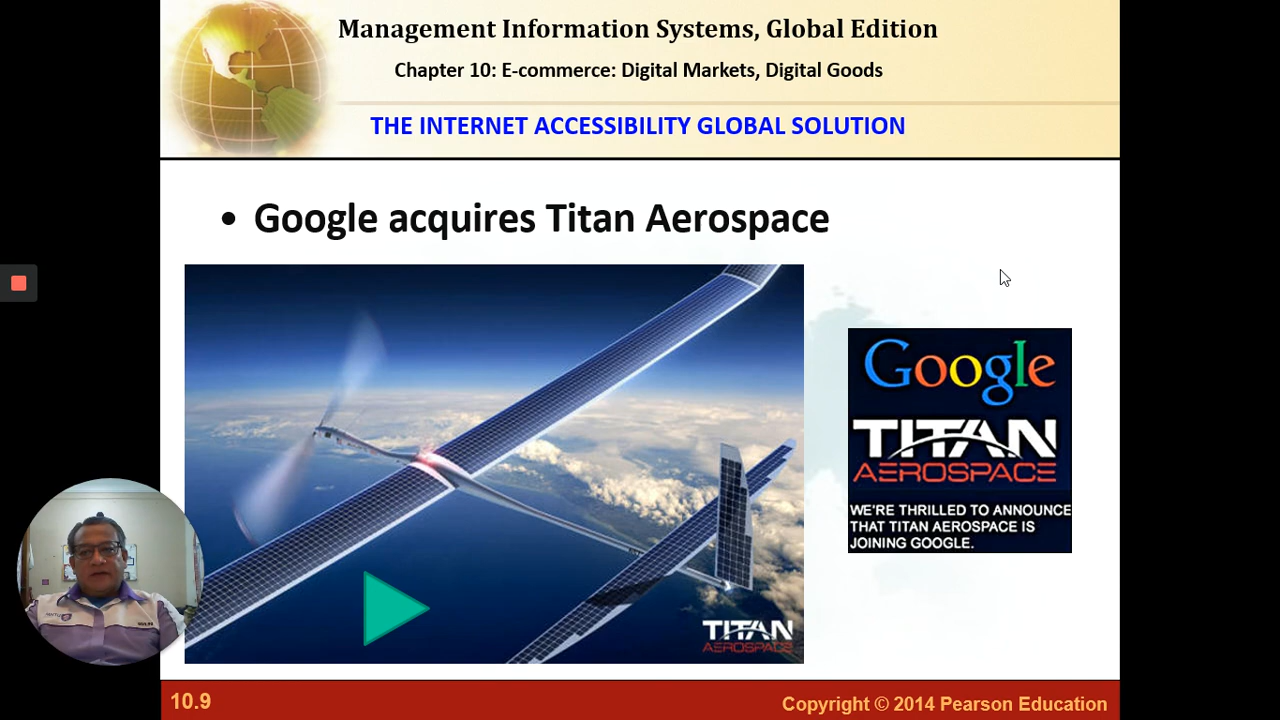 Management Information Systems, Global Edition
Chapter 10: E-commerce: Digital Markets, Digital Goods
THE INTERNET ACCESSIBILITY GLOBAL SOLUTION
• Google acquires Titan Aerospace
Google
TITAN
AEROSPACE
WE'RE THRILLED TO ANNOUNCE
THAT TITAN AEROSPACE IS
JOINING GOOGLE.
TITAN
AEROSPACE
10.9
Copyright © 2014 Pearson Education